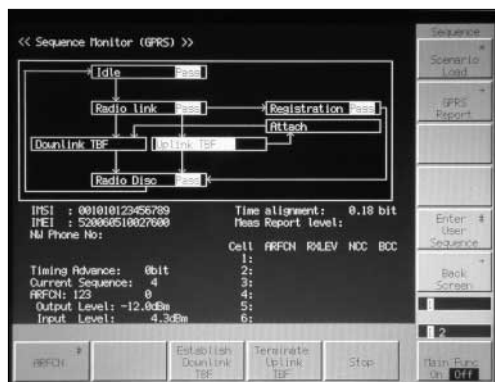 << Sequence Monitor (GPRS) >>
Idle Pass
Radio link Pass
Registration Pass
Attach
Downlink TBF
Uplink TBF
Radio Disc Pass
IMSI : 001010123456789
IMEI : 520060510027600
NW Phone No:
Time alignment: 0.18 bit
Meas Report level:
Cell ARFCN RXLEV NCC BCC
1:
2:
3:
4:
5:
6:
Timing Advance: 0bit
Current Sequence: 4
ARFCN: 123 0
Output Level: -12.0dBm
Input Level: 4.3dBm
Sequence
*
Scenario
Load
*
GPRS
Report
Enter #
User
Sequence
Back
Screen
1
1 2
Main Func
On Off
ARFCN #
Establish
Downlink
TBF
Terminate
Uplink
TBF
Stop